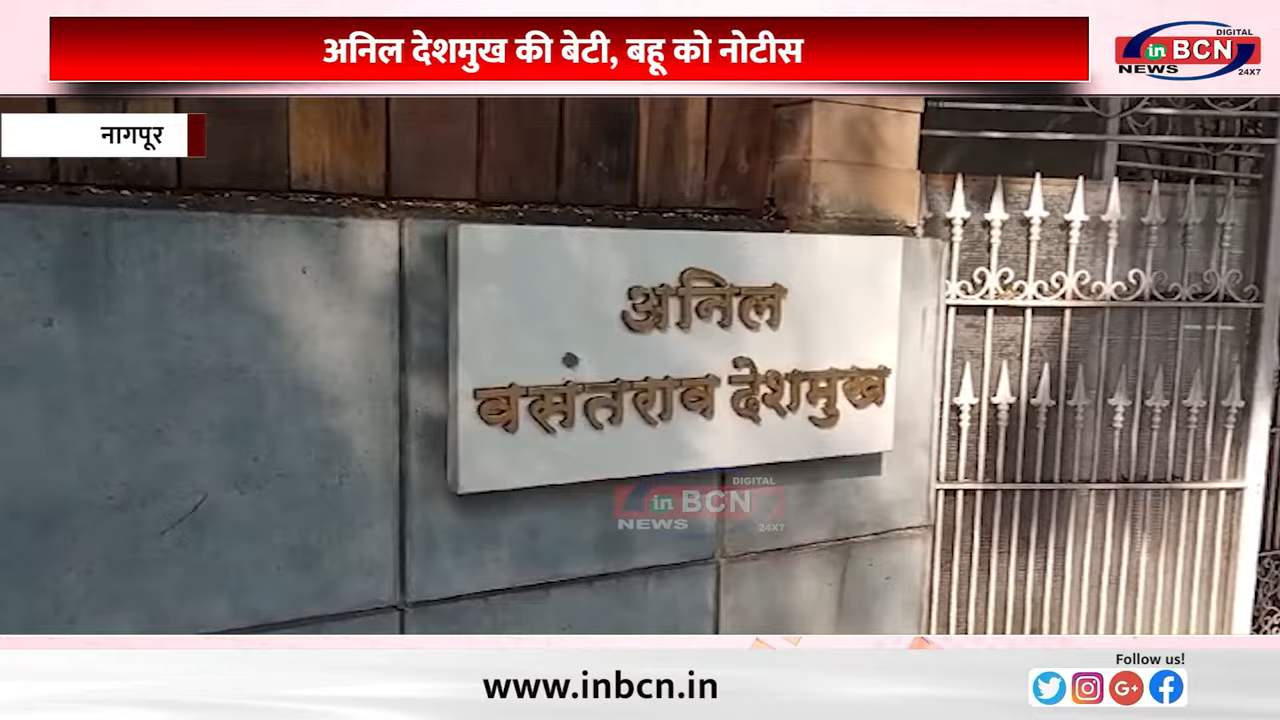 अनिल देशमुख की बेटी, बहू को नोटीस
DIGITAL
in BCN
NEWS 24X7
नागपूर
अनिल
वसंतराव देशमुख
DIGITAL
in BCN
NEWS 24X7
Follow us!
www.inbcn.in